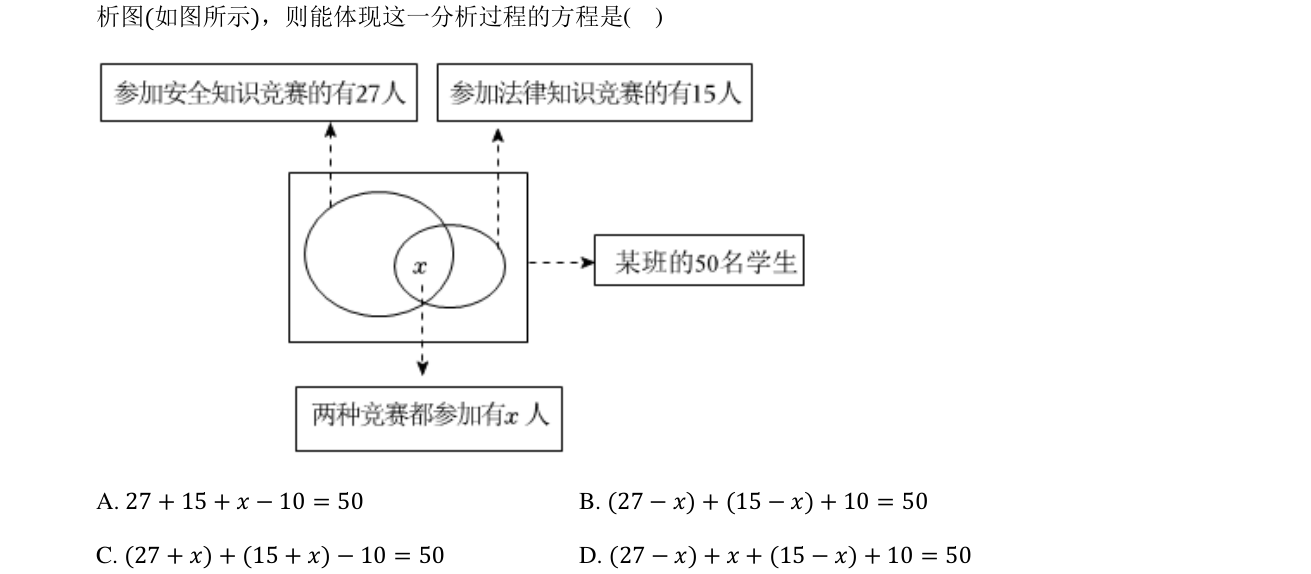 析图(如图所示)，则能体现这一分析过程的方程是(　)
参加安全知识竞赛的有27人
参加法律知识竞赛的有15人
x
某班的50名学生
两种竞赛都参加有x 人
A. 27 + 15 + x − 10 = 50
B. (27 − x) + (15 − x) + 10 = 50
C. (27 + x) + (15 + x) − 10 = 50
D. (27 − x) + x + (15 − x) + 10 = 50